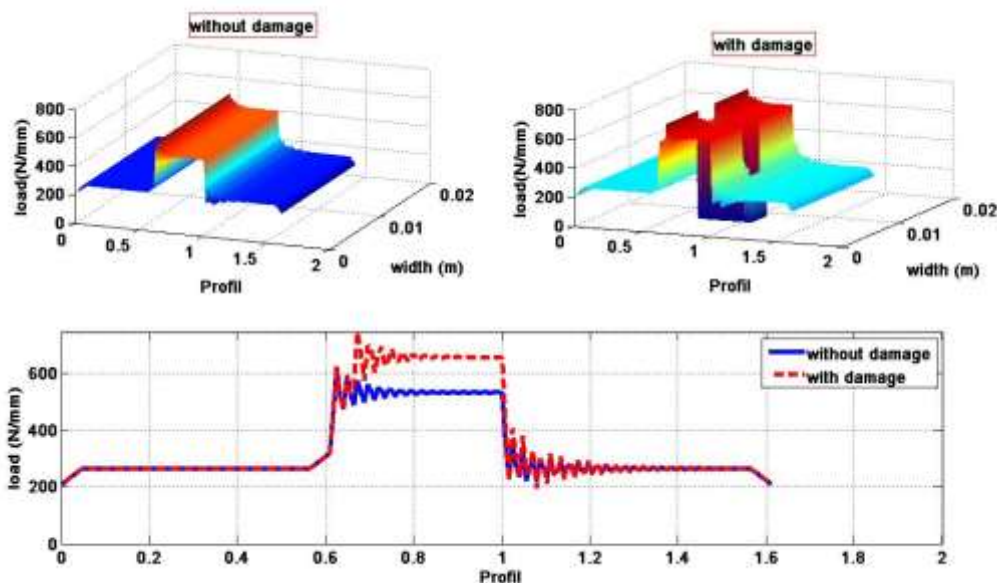 without damage
800
600
400
200
0
load(N/mm)
0
0.5
1
1.5
2
Profil
0
0.01
0.02
width (m)
with damage
800
600
400
200
0
load(N/mm)
0
0.5
1
1.5
2
Profil
0
0.01
0.02
width (m)
600
400
200
0
load (N/mm)
without damage
with damage
0 0.2 0.4 0.6 0.8 1 1.2 1.4 1.6 1.8 2
Profil